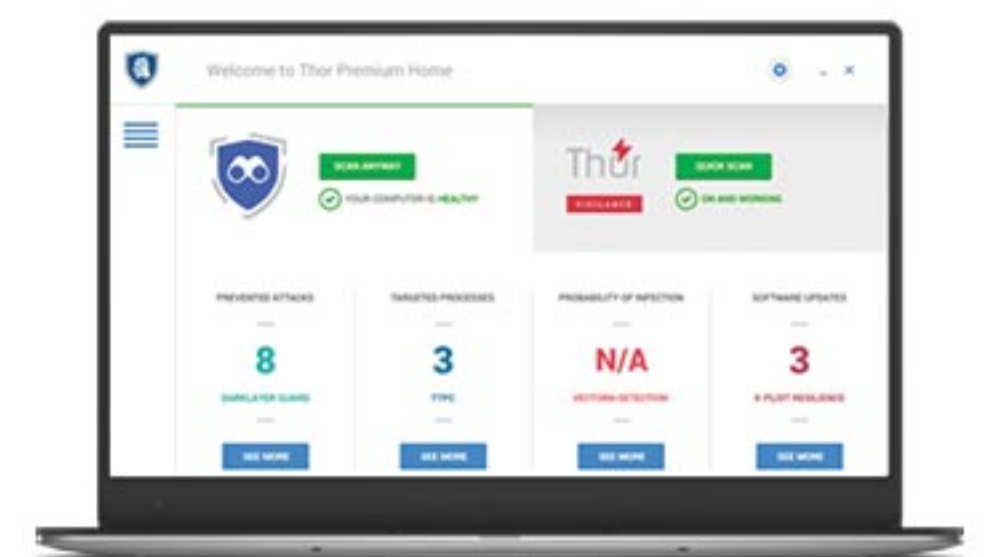 Welcome to Thor Premium Home
SCAN ANYWAY
YOUR COMPUTER IS HEALTHY
Thor
VIGILANCE
QUICK SCAN
ON AND WORKING
PREVENTED ATTACKS
8
DARKLAYER GUARD
SEE MORE
TARGETED PROCESSES
3
TTPC
SEE MORE
PROBABILITY OF INFECTION
N/A
VECTORN DETECTION
SEE MORE
SOFTWARE UPDATES
3
X-PLOIT RESILIENCE
SEE MORE